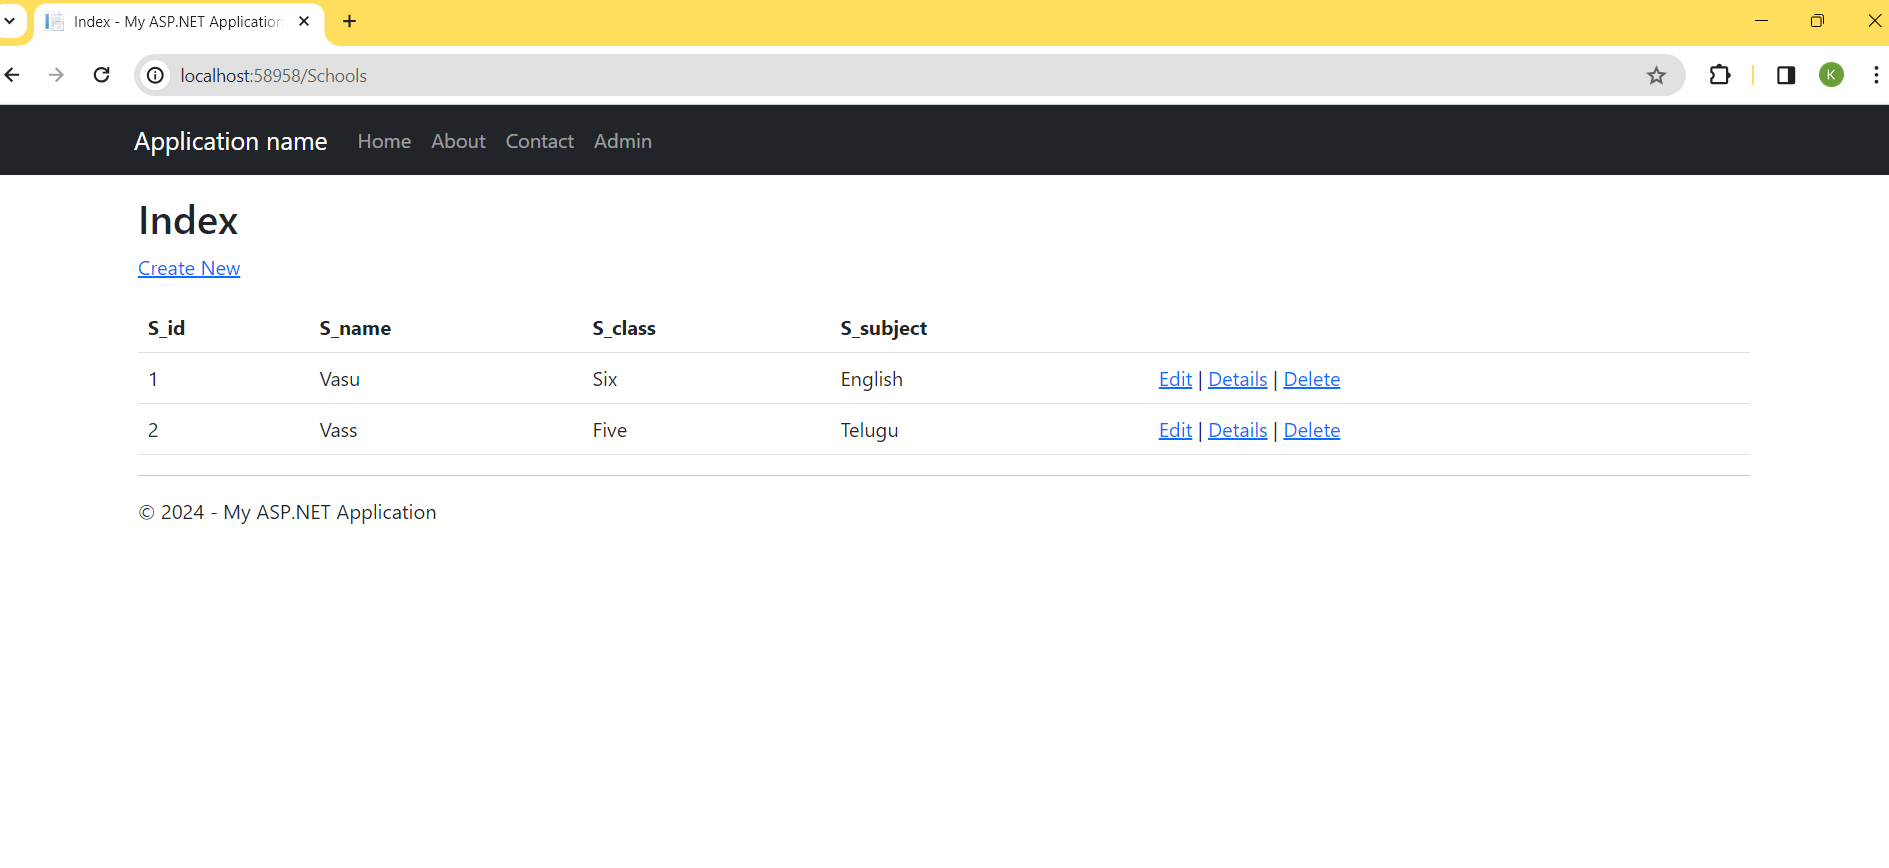 Index - My ASP.NET Application
localhost:58958/Schools
K
Application name Home About Contact Admin
Index
Create New
S_id S_name S_class S_subject
1 Vasu Six English Edit | Details | Delete
2 Vass Five Telugu Edit | Details | Delete
© 2024 - My ASP.NET Application